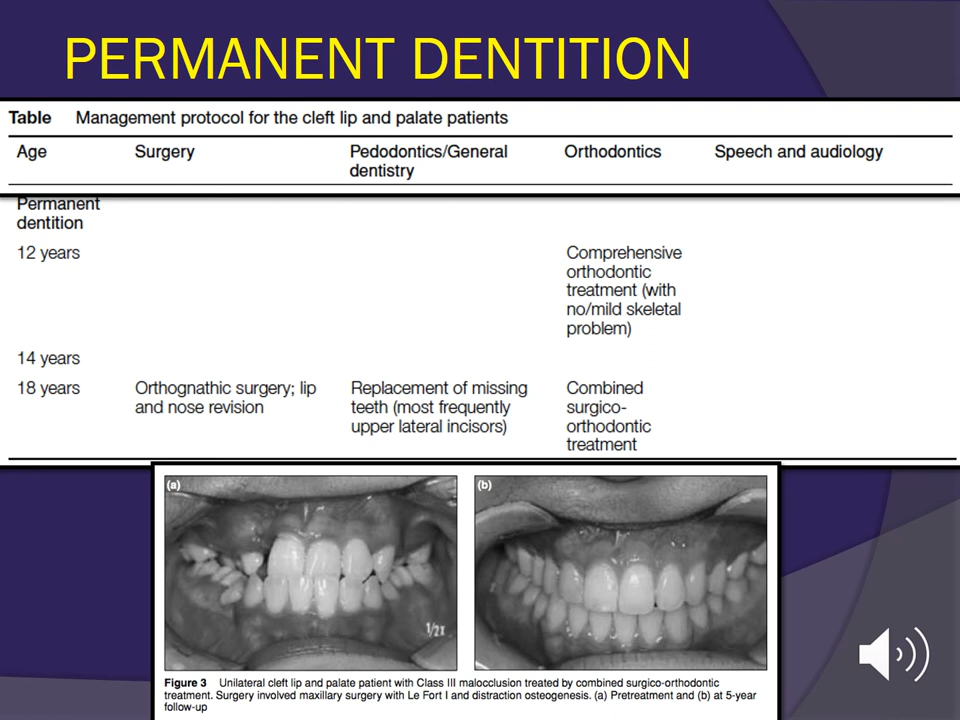 PERMANENT DENTITION
Table Management protocol for the cleft lip and palate patients
Age Surgery Pedodontics/General dentistry Orthodontics Speech and audiology
Permanent
dentition
12 years
Comprehensive
orthodontic
treatment (with
no/mild skeletal
problem)
14 years
18 years
Orthognathic surgery; lip
and nose revision
Replacement of missing
teeth (most frequently
upper lateral incisors)
Combined
surgico-
orthodontic
treatment
(a)
1/2X
(b)
Figure 3 Unilateral cleft lip and palate patient with Class III malocclusion treated by combined surgico-orthodontic
treatment. Surgery involved maxillary surgery with Le Fort I and distraction osteogenesis. (a) Pretreatment and (b) at 5-year
follow-up